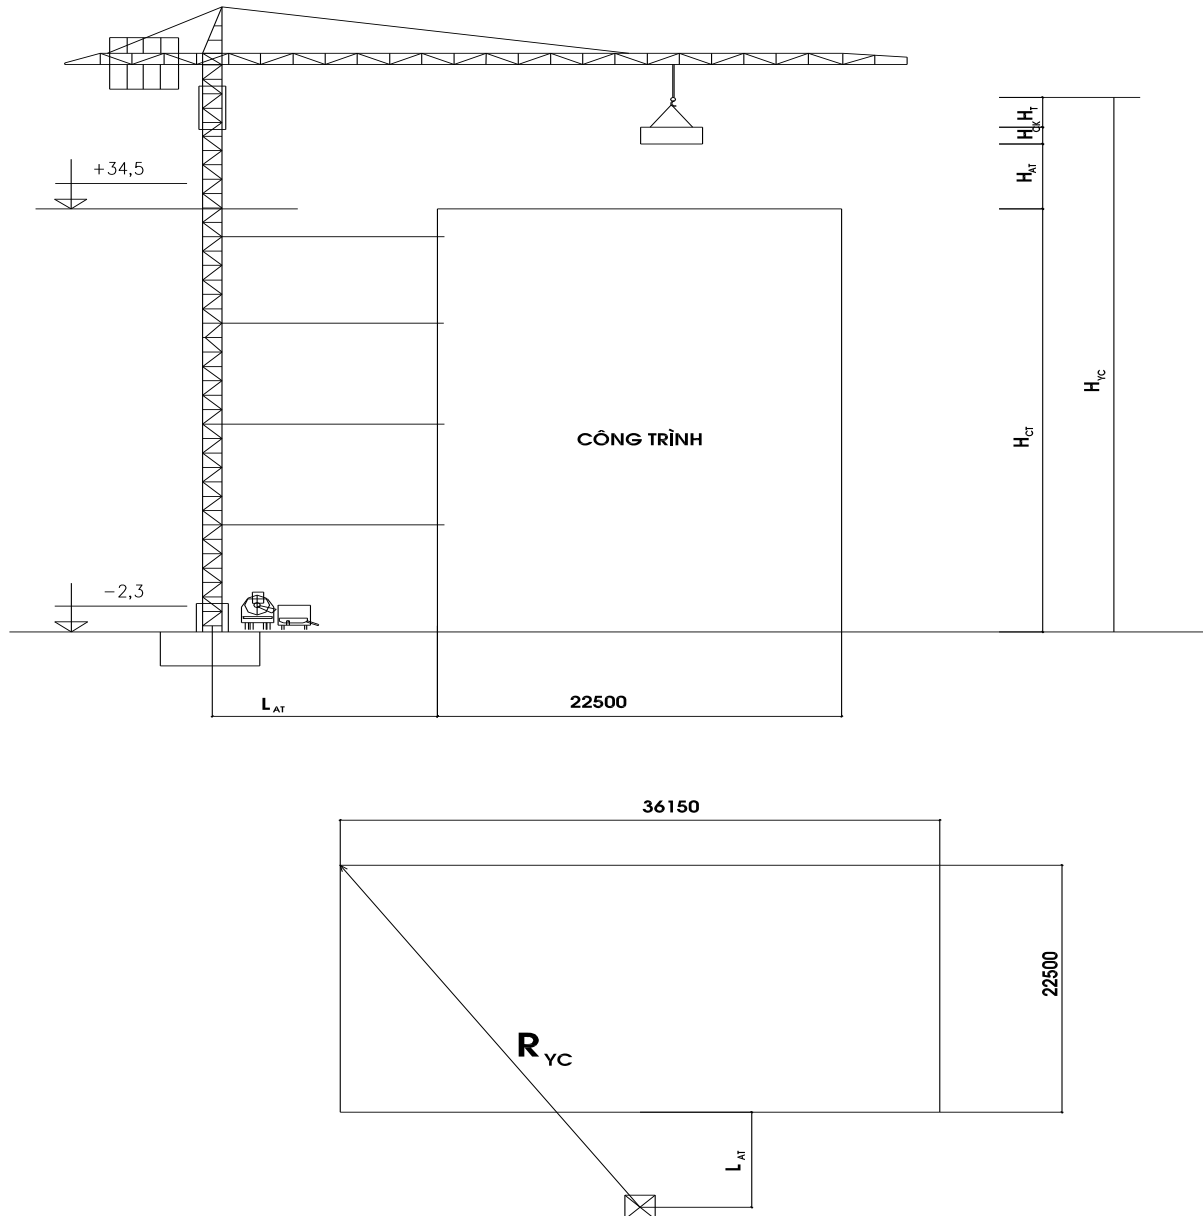 H_T
H_CK
H_AT
+34,5
H_YC
CÔNG TRÌNH
H_CT
-2,3
L_AT
22500
36150
22500
R_YC
L_AT